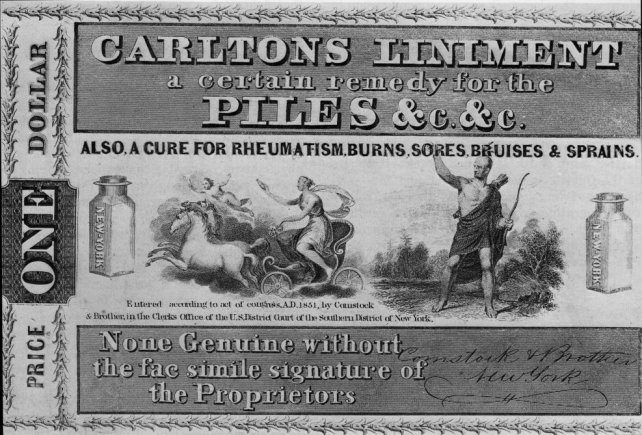 CARLTONS LINIMENT
a certain remedy for the
PILES &c. &c.
ALSO, A CURE FOR RHEUMATISM, BURNS, SORES, BRUISES & SPRAINS.
PRICE ONE DOLLAR
NEW-YORK
NEW-YORK
Entered according to act of congress, A.D. 1851, by Comstock
& Brother, in the Clerks Office of the U.S. District Court of the Southern District of New York.
None Genuine without
the fac simile signature of
the Proprietors
Comstock & Brother
New York